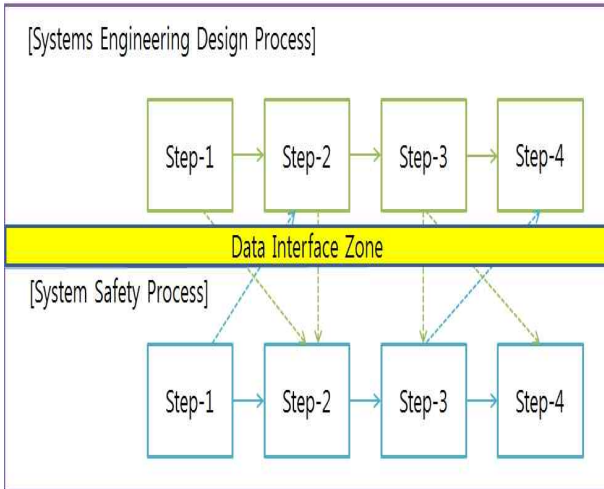 [Systems Engineering Design Process]
Step-1
Step-2
Step-3
Step-4
Data Interface Zone
[System Safety Process]
Step-1
Step-2
Step-3
Step-4